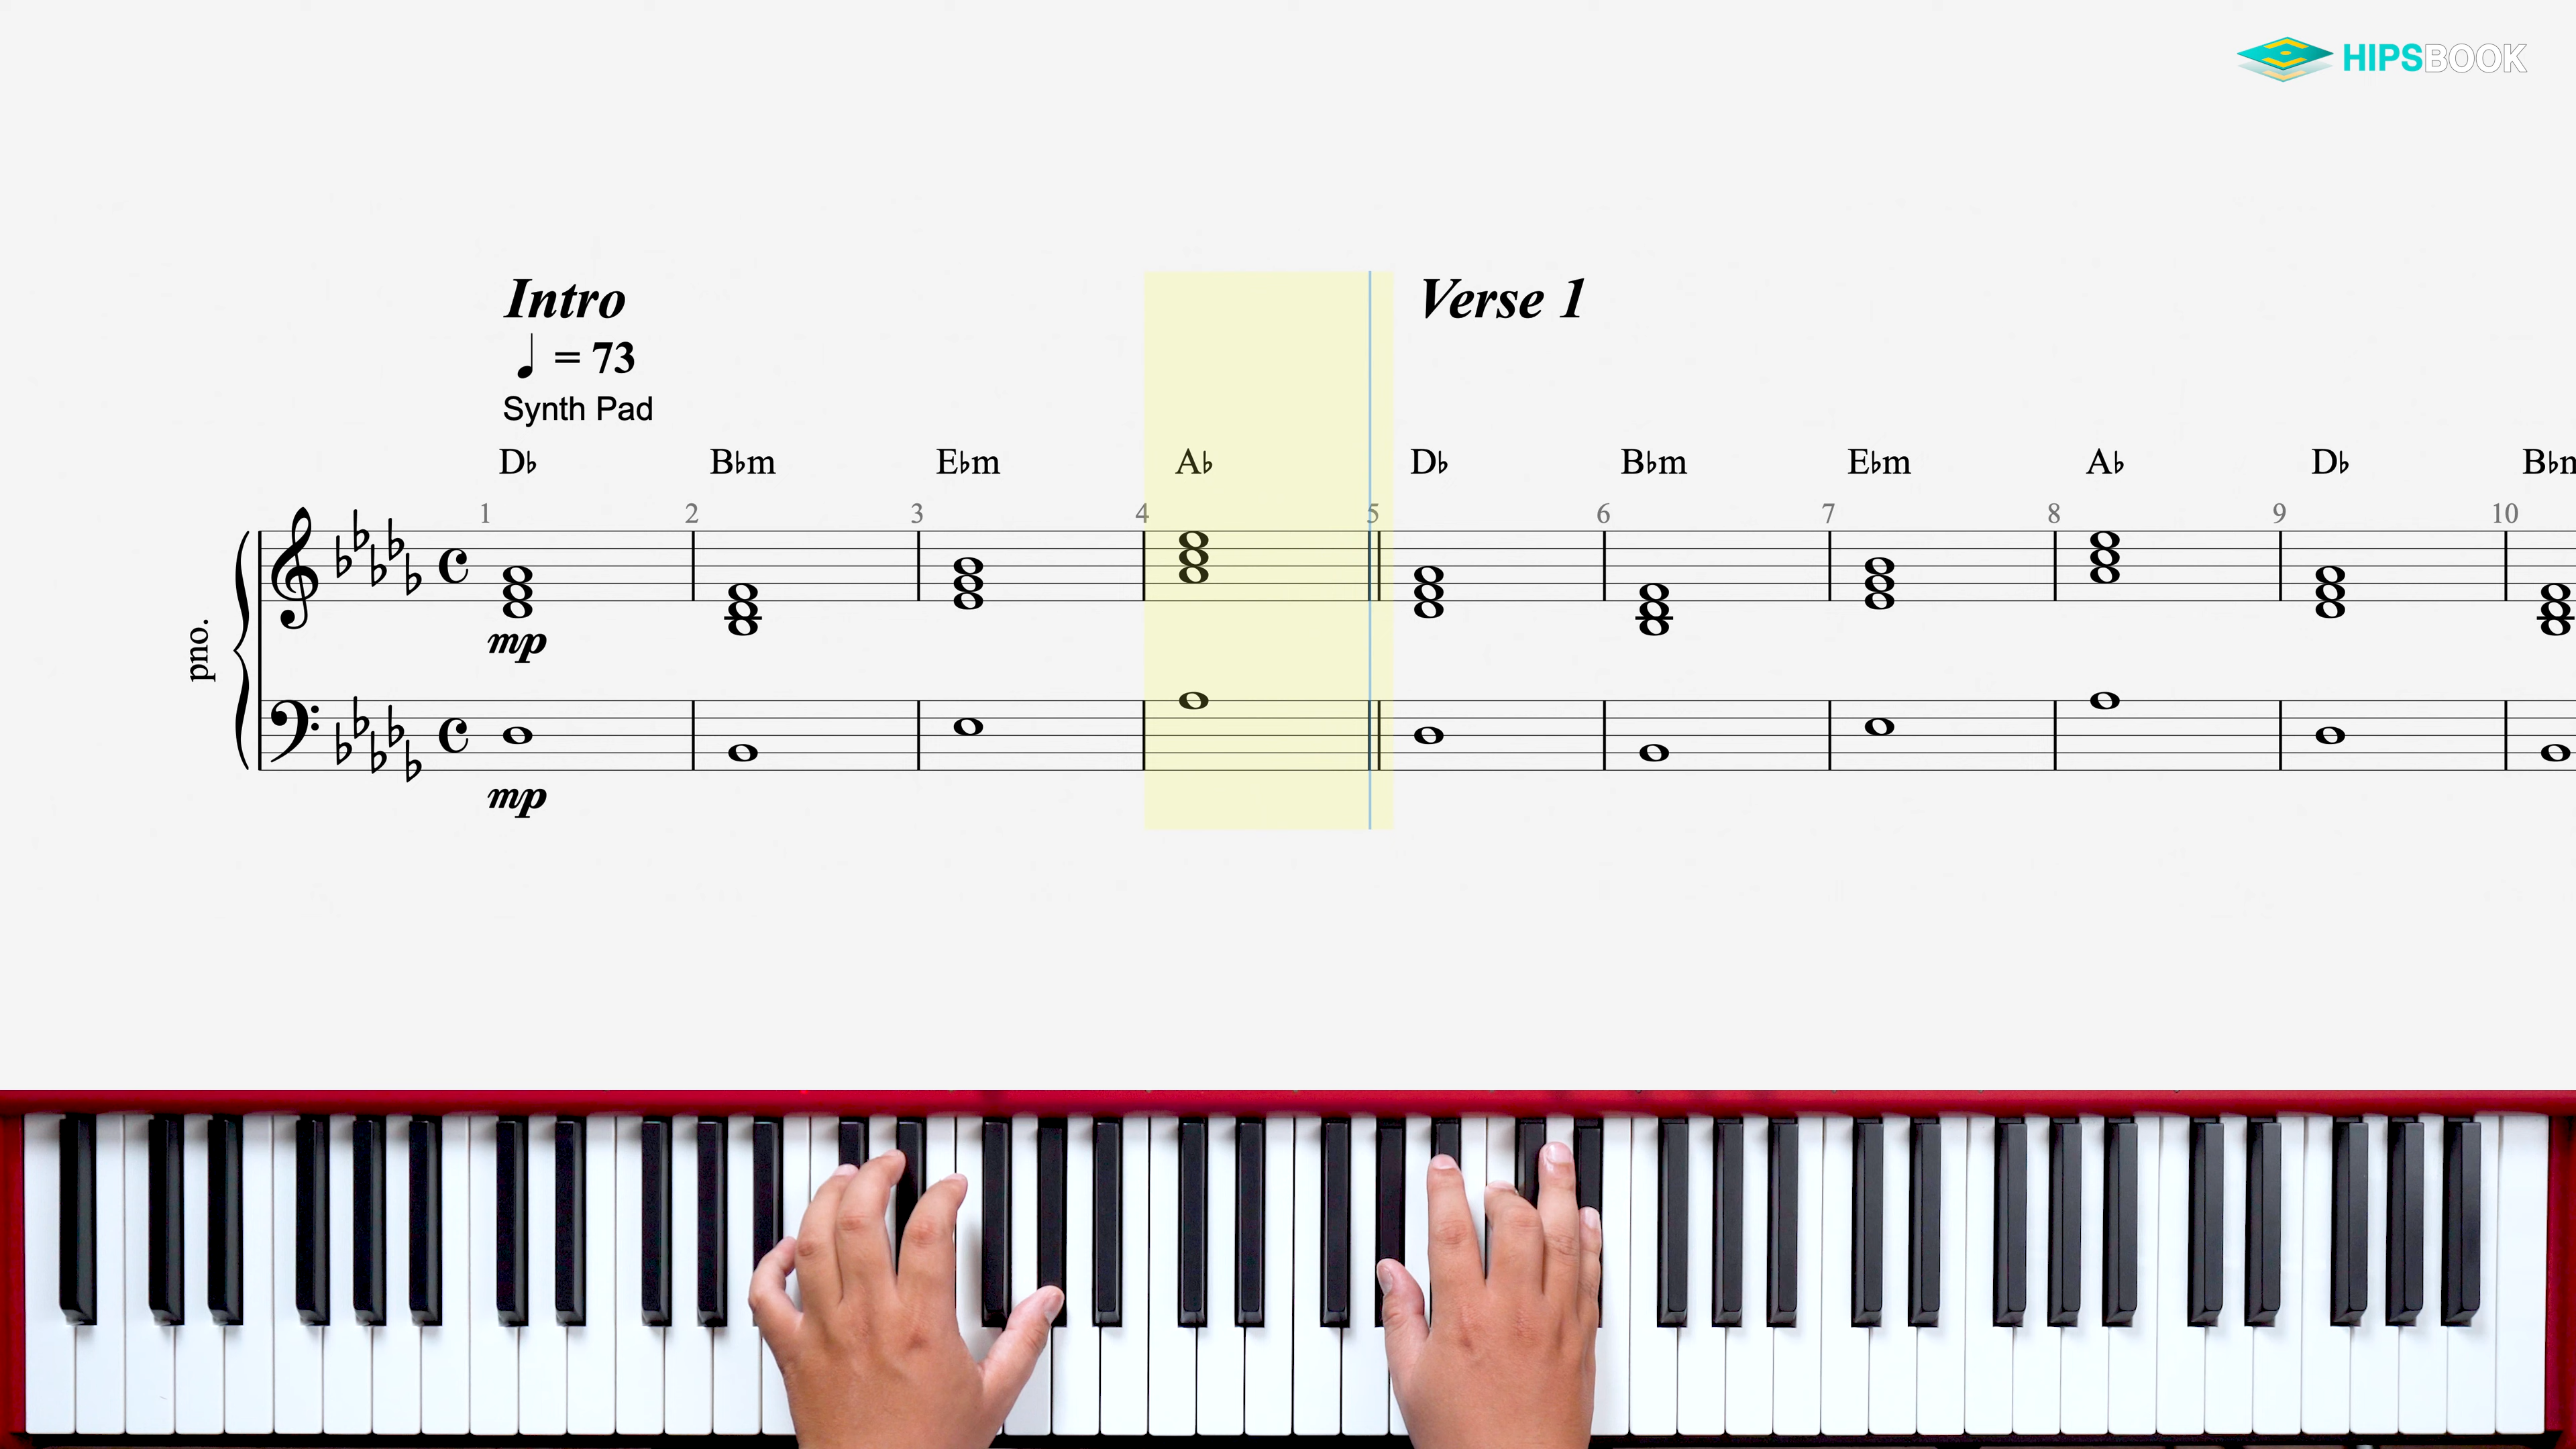 HIPSBOOK
Intro
Verse 1
♩ = 73
Synth Pad
D♭ B♭m E♭m A♭ D♭ B♭m E♭m A♭ D♭
1 2 3 4 5 6 7 8 9 10
pno.
mp
mp